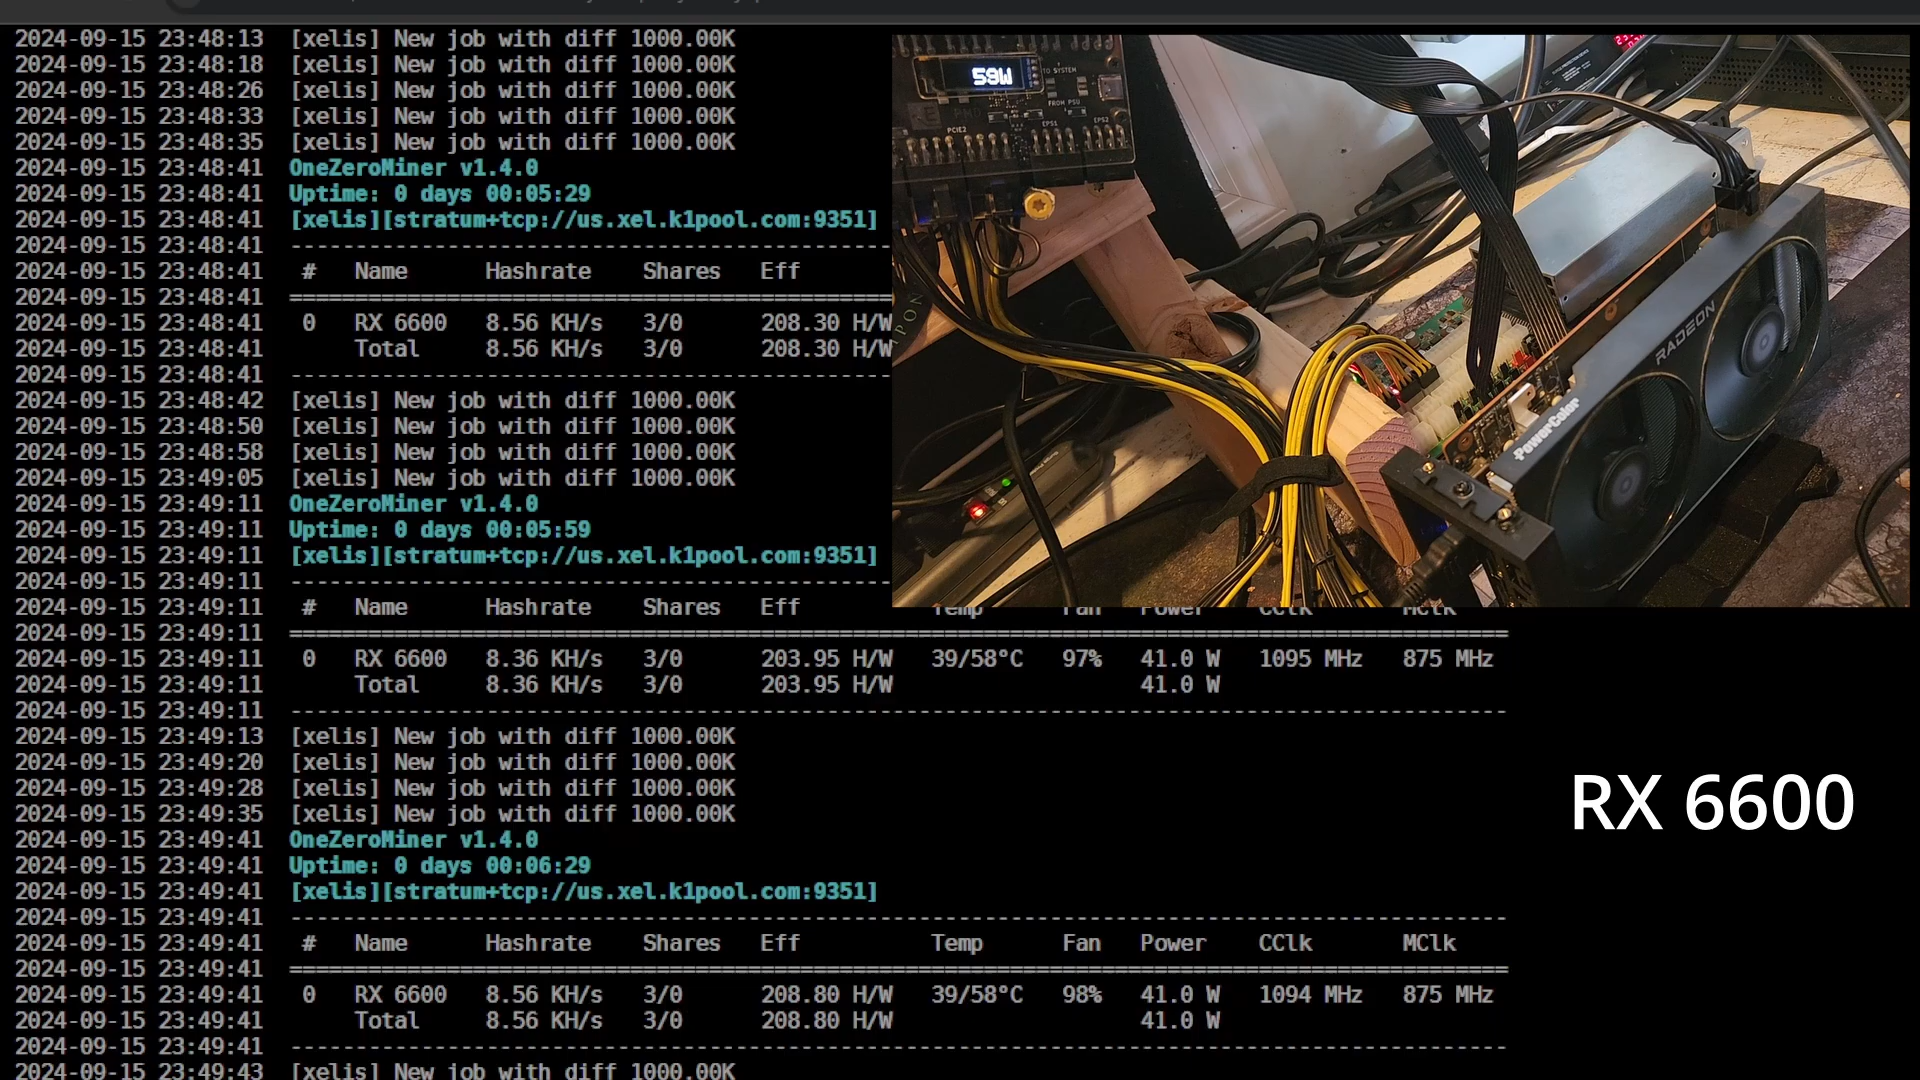 2024-09-15 23:48:13 [xelis] New job with diff 1000.00K
2024-09-15 23:48:18 [xelis] New job with diff 1000.00K
2024-09-15 23:48:26 [xelis] New job with diff 1000.00K
2024-09-15 23:48:33 [xelis] New job with diff 1000.00K
2024-09-15 23:48:35 [xelis] New job with diff 1000.00K
2024-09-15 23:48:41 OneZeroMiner v1.4.0
2024-09-15 23:48:41 Uptime: 0 days 00:05:29
2024-09-15 23:48:41 [xelis][stratum+tcp://us.xel.k1pool.com:9351]
2024-09-15 23:48:41 ----------------------------------------------
2024-09-15 23:48:41 # Name Hashrate Shares Eff
2024-09-15 23:48:41 ==============================================
2024-09-15 23:48:41 0 RX 6600 8.56 KH/s 3/0 208.30 H/W
2024-09-15 23:48:41 Total 8.56 KH/s 3/0 208.30 H/W
2024-09-15 23:48:41 ----------------------------------------------
2024-09-15 23:48:42 [xelis] New job with diff 1000.00K
2024-09-15 23:48:50 [xelis] New job with diff 1000.00K
2024-09-15 23:48:58 [xelis] New job with diff 1000.00K
2024-09-15 23:49:05 [xelis] New job with diff 1000.00K
2024-09-15 23:49:11 OneZeroMiner v1.4.0
2024-09-15 23:49:11 Uptime: 0 days 00:05:59
2024-09-15 23:49:11 [xelis][stratum+tcp://us.xel.k1pool.com:9351]
2024-09-15 23:49:11 ----------------------------------------------
2024-09-15 23:49:11 # Name Hashrate Shares Eff Temp Fan Power CClk MClk
2024-09-15 23:49:11 ==============================================
2024-09-15 23:49:11 0 RX 6600 8.36 KH/s 3/0 203.95 H/W 39/58°C 97% 41.0 W 1095 MHz 875 MHz
2024-09-15 23:49:11 Total 8.36 KH/s 3/0 203.95 H/W 41.0 W
2024-09-15 23:49:11 ----------------------------------------------
2024-09-15 23:49:13 [xelis] New job with diff 1000.00K
2024-09-15 23:49:20 [xelis] New job with diff 1000.00K
2024-09-15 23:49:28 [xelis] New job with diff 1000.00K
2024-09-15 23:49:35 [xelis] New job with diff 1000.00K
2024-09-15 23:49:41 OneZeroMiner v1.4.0
2024-09-15 23:49:41 Uptime: 0 days 00:06:29
2024-09-15 23:49:41 [xelis][stratum+tcp://us.xel.k1pool.com:9351]
2024-09-15 23:49:41 ----------------------------------------------
2024-09-15 23:49:41 # Name Hashrate Shares Eff Temp Fan Power CClk MClk
2024-09-15 23:49:41 ==============================================
2024-09-15 23:49:41 0 RX 6600 8.56 KH/s 3/0 208.80 H/W 39/58°C 98% 41.0 W 1094 MHz 875 MHz
2024-09-15 23:49:41 Total 8.56 KH/s 3/0 208.80 H/W 41.0 W
2024-09-15 23:49:41 ----------------------------------------------
2024-09-15 23:49:43 [xelis] New job with diff 1000.00K
59W
TO SYSTEM
FROM PSU
PCIE2
EPS1
EPS2
RADEON
PowerColor
RX 6600